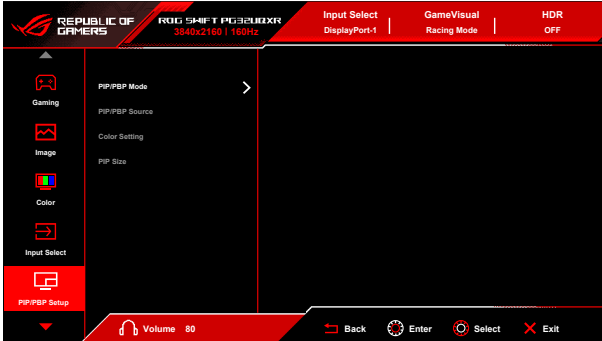 REPUBLIC OF
GAMERS
ROG SWIFT PG32UQXR
3840x2160 I 160Hz
Input Select
DisplayPort-1
GameVisual
Racing Mode
HDR
OFF
Gaming
Image
Color
Input Select
PIP/PBP Setup
PIP/PBP Mode
PIP/PBP Source
Color Setting
PIP Size
Volume 80
Back
Enter
Select
Exit